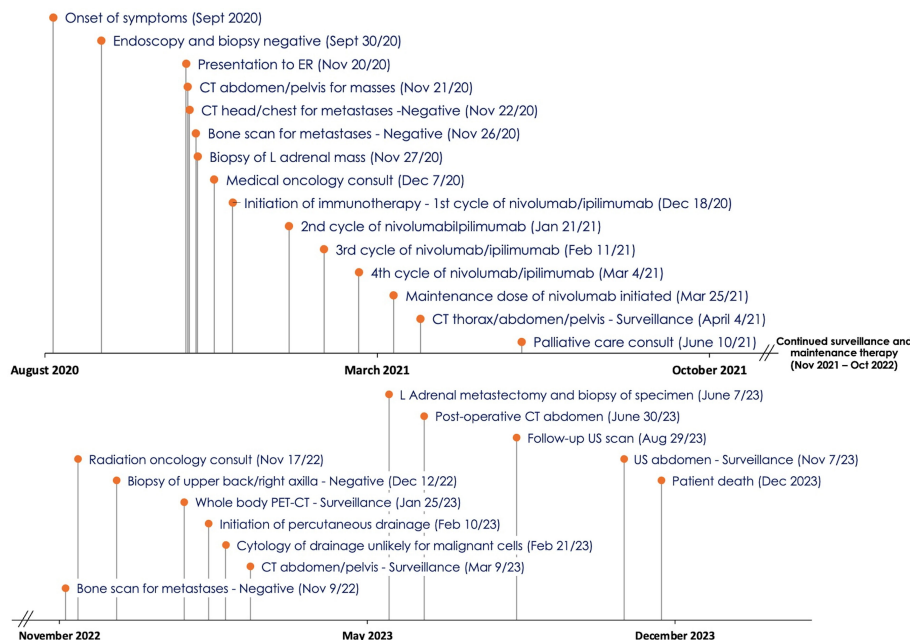 Onset of symptoms (Sept 2020)
Endoscopy and biopsy negative (Sept 30/20)
Presentation to ER (Nov 20/20)
CT abdomen/pelvis for masses (Nov 21/20)
CT head/chest for metastases -Negative (Nov 22/20)
Bone scan for metastases - Negative (Nov 26/20)
Biopsy of L adrenal mass (Nov 27/20)
Medical oncology consult (Dec 7/20)
Initiation of immunotherapy - 1st cycle of nivolumab/ipilimumab (Dec 18/20)
2nd cycle of nivolumabilpilimumab (Jan 21/21)
3rd cycle of nivolumab/ipilimumab (Feb 11/21)
4th cycle of nivolumab/ipilimumab (Mar 4/21)
Maintenance dose of nivolumab initiated (Mar 25/21)
CT thorax/abdomen/pelvis - Surveillance (April 4/21)
Palliative care consult (June 10/21)
Continued surveillance and
maintenance therapy
(Nov 2021 – Oct 2022)
August 2020
March 2021
October 2021
L Adrenal metastectomy and biopsy of specimen (June 7/23)
Post-operative CT abdomen (June 30/23)
Follow-up US scan (Aug 29/23)
Radiation oncology consult (Nov 17/22)
US abdomen - Surveillance (Nov 7/23)
Biopsy of upper back/right axilla - Negative (Dec 12/22)
Patient death (Dec 2023)
Whole body PET-CT - Surveillance (Jan 25/23)
Initiation of percutaneous drainage (Feb 10/23)
Cytology of drainage unlikely for malignant cells (Feb 21/23)
CT abdomen/pelvis - Surveillance (Mar 9/23)
Bone scan for metastases - Negative (Nov 9/22)
November 2022
May 2023
December 2023